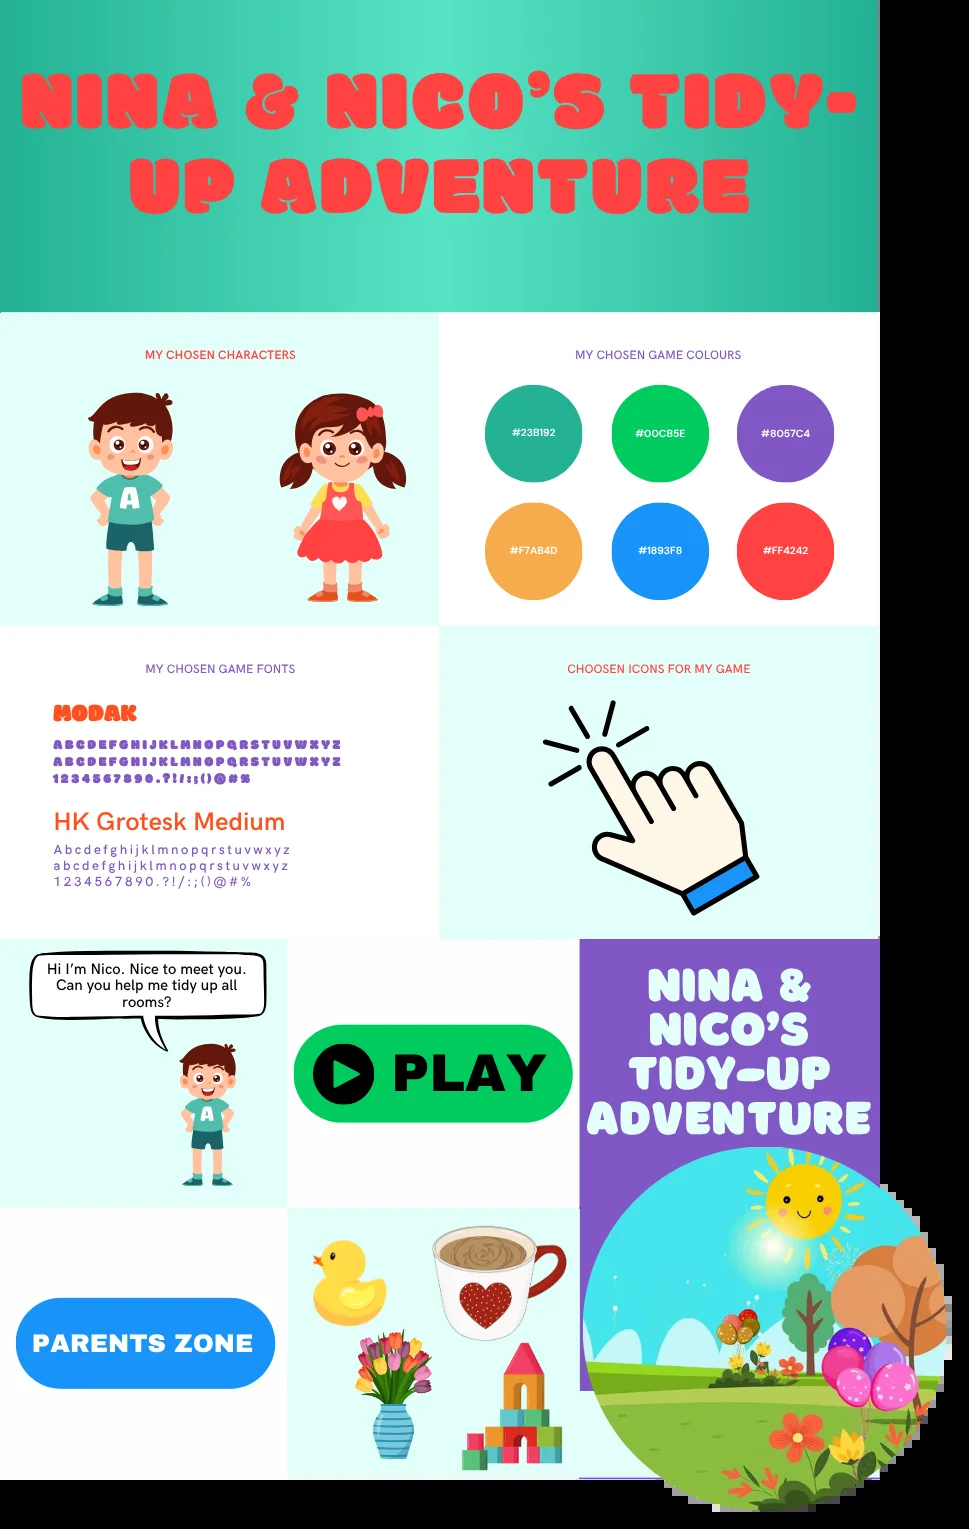 NINA & NICO’S TIDY-
UP ADVENTURE
MY CHOSEN CHARACTERS
A
MY CHOSEN GAME COLOURS
#23B192
#00CB5E
#8057C4
#F7AB4D
#1893F8
#FF4242
MY CHOSEN GAME FONTS
MODAK
ABCDEFGHIJKLMNOPQRSTUVWXYZ
ABCDEFGHIJKLMNOPQRSTUVWXYZ
1234567890.?!/:;()@#%
HK Grotesk Medium
Abcdefghijklmnopqrstuvwxyz
abcdefghijklmnopqrstuvwxyz
1234567890.?!/:;()@#%
CHOOSEN ICONS FOR MY GAME
Hi I’m Nico. Nice to meet you.
Can you help me tidy up all
rooms?
A
PLAY
NINA &
NICO’S
TIDY-UP
ADVENTURE
PARENTS ZONE